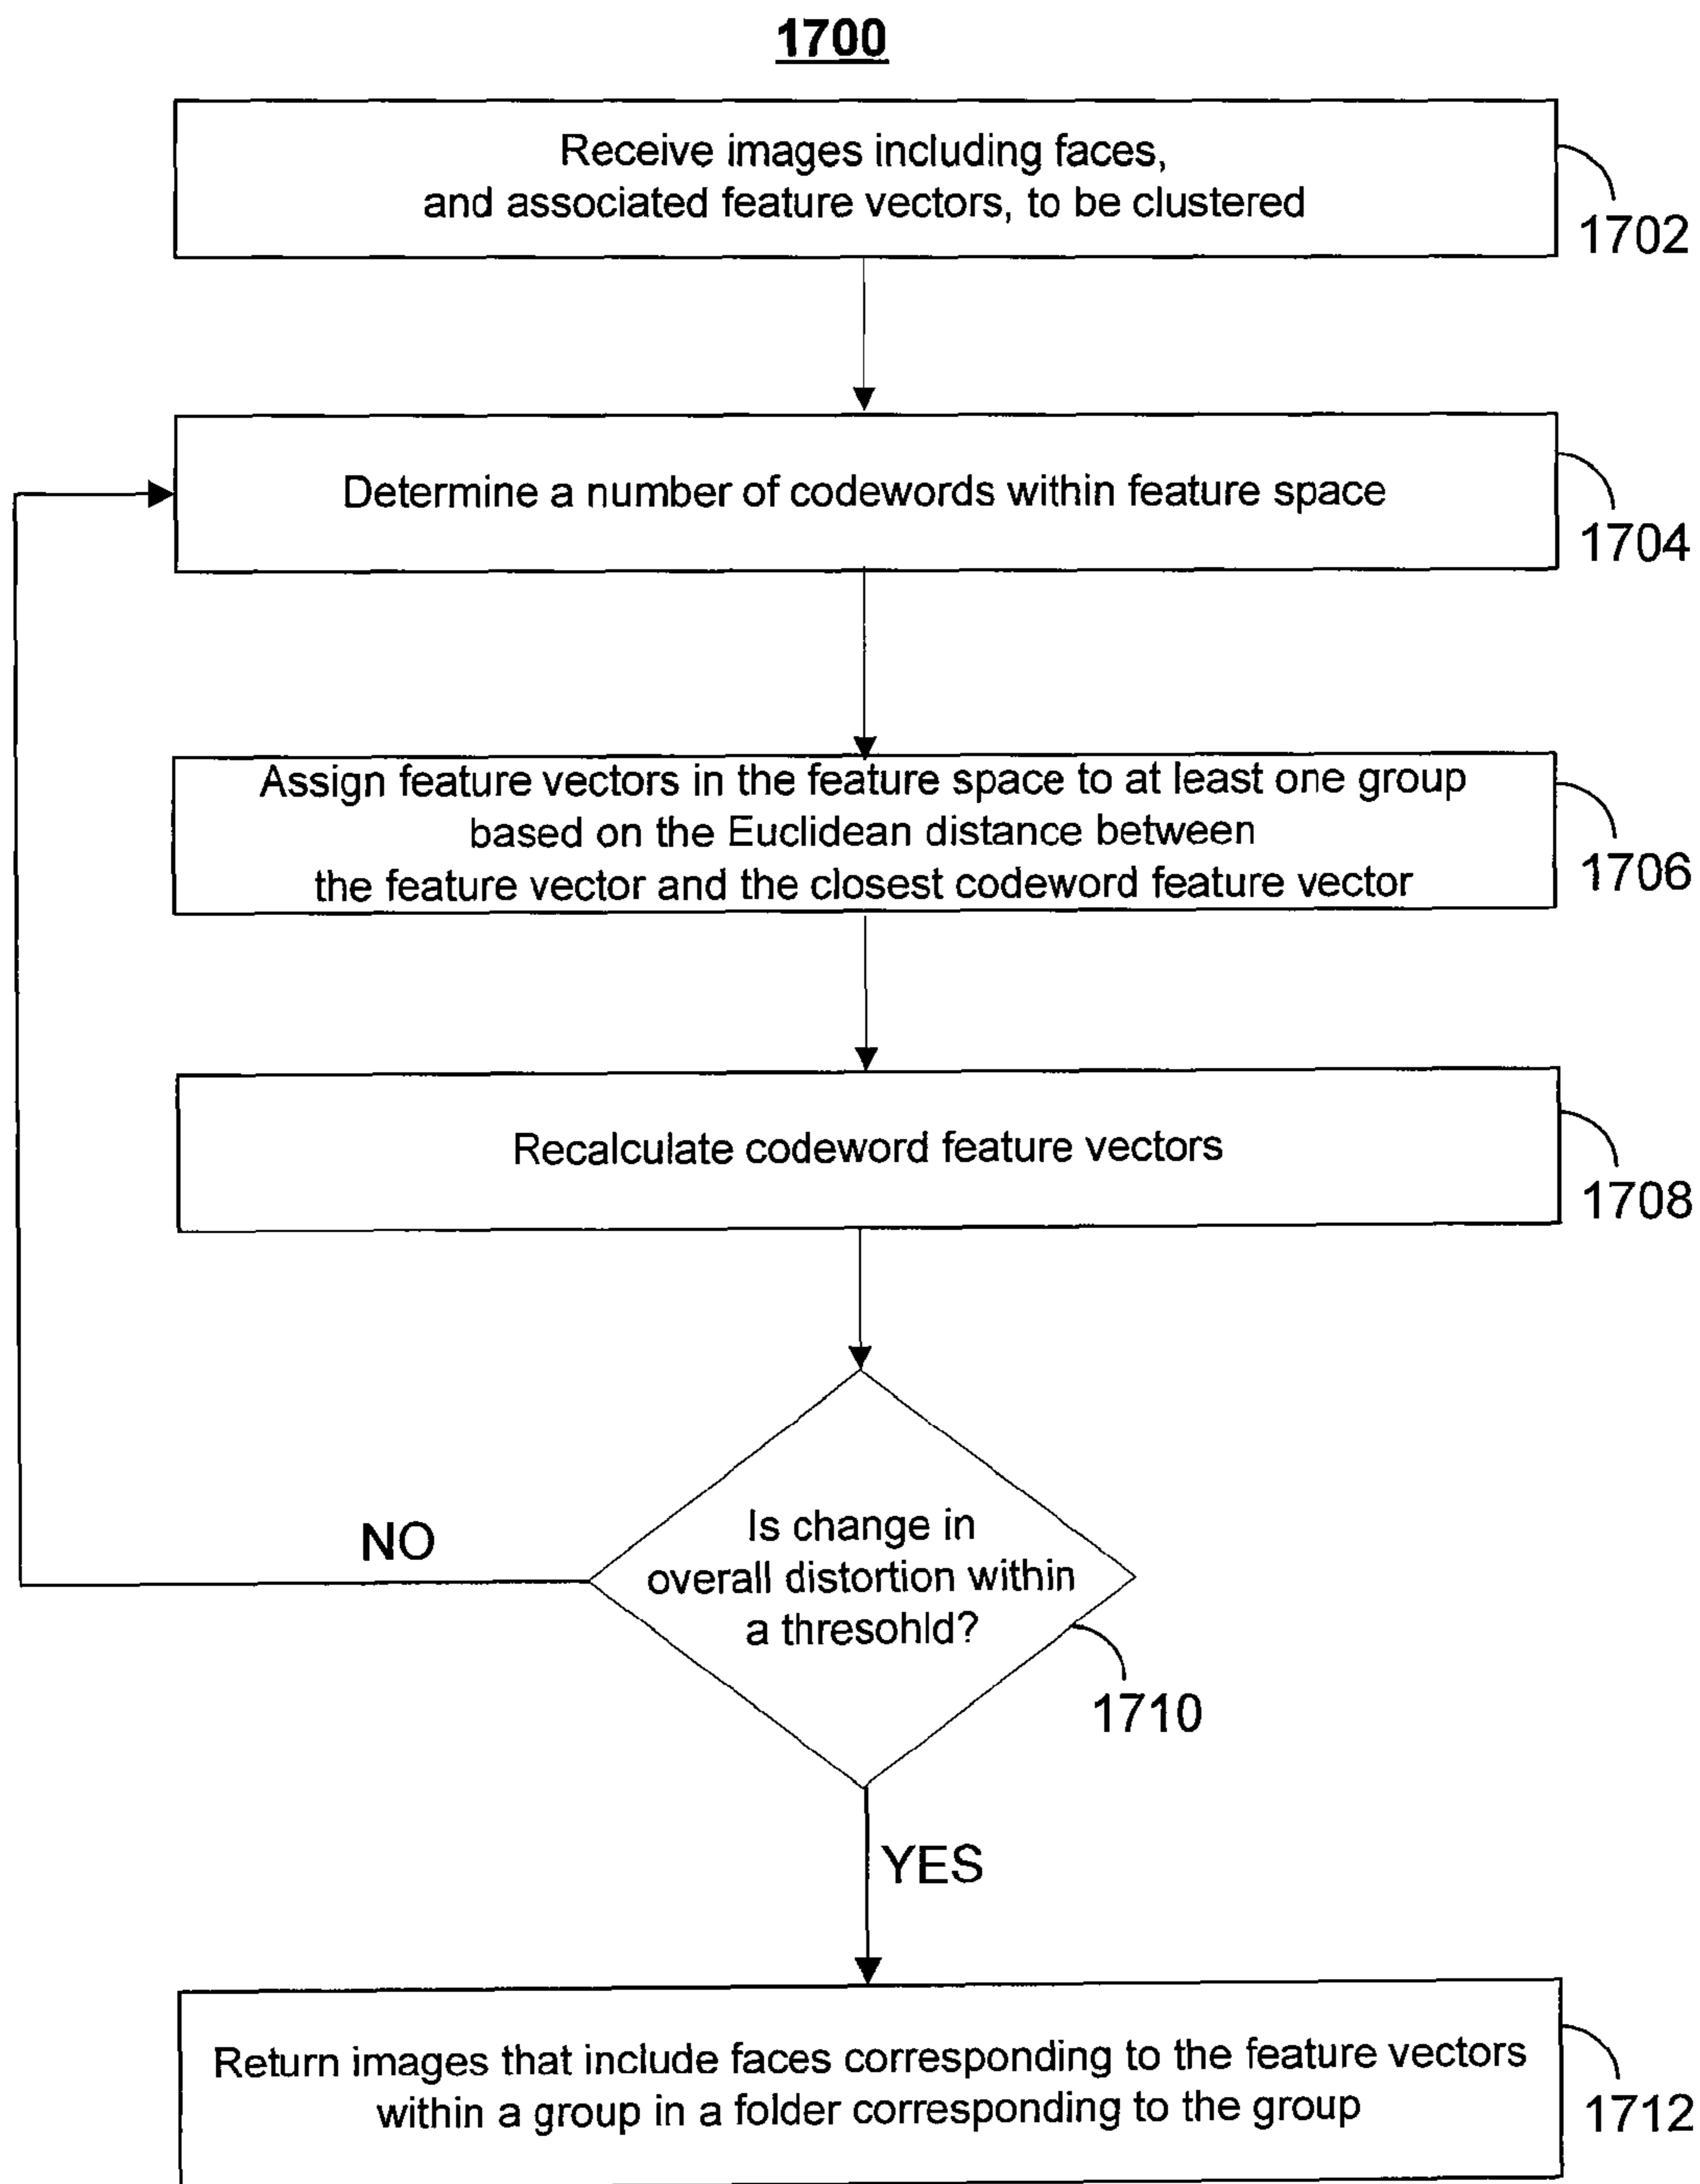 1700
Receive images including faces,
and associated feature vectors, to be clustered
1702
Determine a number of codewords within feature space
1704
Assign feature vectors in the feature space to at least one group
based on the Euclidean distance between
the feature vector and the closest codeword feature vector
1706
Recalculate codeword feature vectors
1708
NO
Is change in
overall distortion within
a thresohld?
1710
YES
Return images that include faces corresponding to the feature vectors
within a group in a folder corresponding to the group
1712